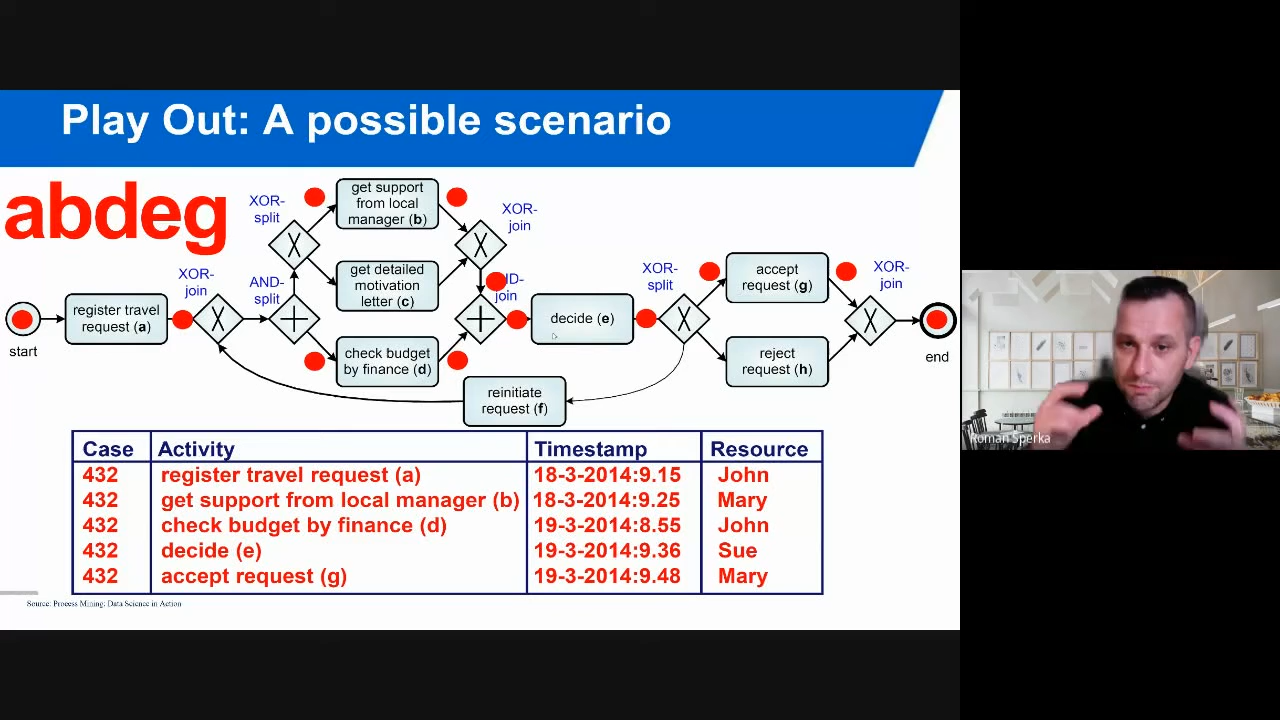 Play Out: A possible scenario
abdeg
XOR-
split
get support
from local
manager (b)
XOR-
join
XOR-
join
AND-
split
get detailed
motivation
letter (c)
ID-
join
XOR-
split
accept
request (g)
XOR-
join
register travel
request (a)
decide (e)
start
check budget
by finance (d)
reject
request (h)
end
reinitiate
request (f)
Case Activity Timestamp Resource
432 register travel request (a) 18-3-2014:9.15 John
432 get support from local manager (b) 18-3-2014:9.25 Mary
432 check budget by finance (d) 19-3-2014:8.55 John
432 decide (e) 19-3-2014:9.36 Sue
432 accept request (g) 19-3-2014:9.48 Mary
Source: Process Mining: Data Science in Action
Roman Sperka